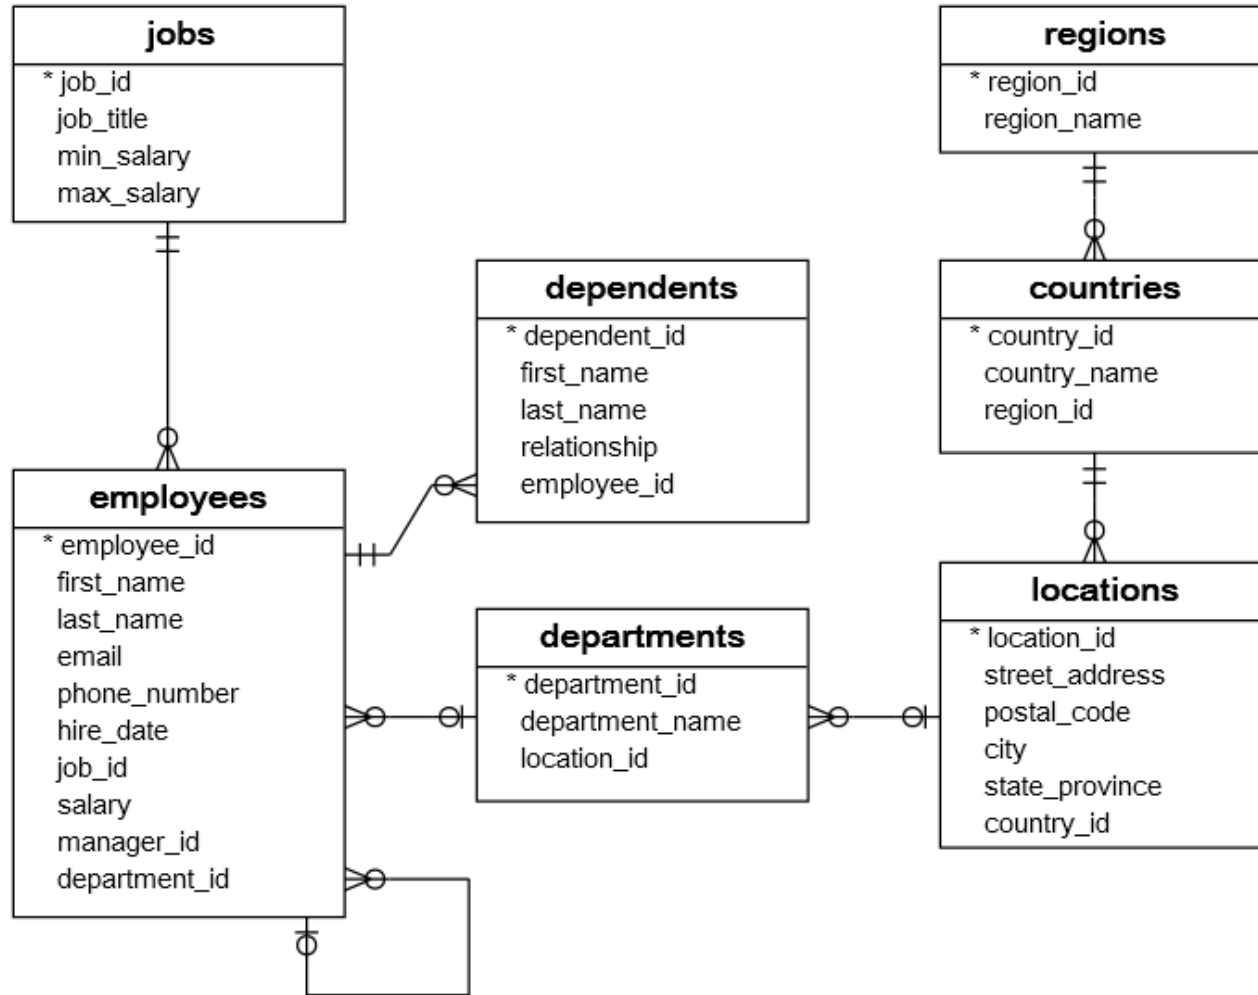 jobs
* job_id
job_title
min_salary
max_salary
regions
* region_id
region_name
dependents
* dependent_id
first_name
last_name
relationship
employee_id
countries
* country_id
country_name
region_id
employees
* employee_id
first_name
last_name
email
phone_number
hire_date
job_id
salary
manager_id
department_id
departments
* department_id
department_name
location_id
locations
* location_id
street_address
postal_code
city
state_province
country_id